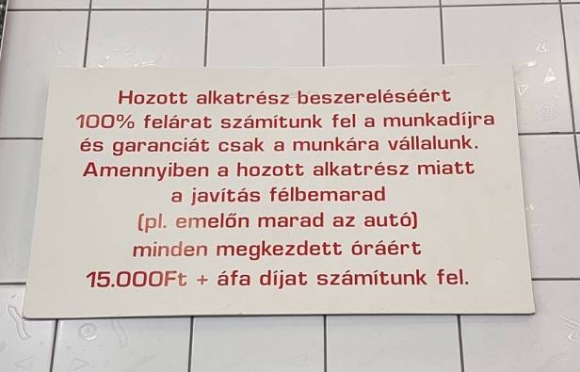 Hozott alkatrész beszereléséért
100% felárat számítunk fel a munkadíjra
és garanciát csak a munkára vállalunk.
Amennyiben a hozott alkatrész miatt
a javítás félbemarad
(pl. emelőn marad az autó)
minden megkezdett óráért
15.000Ft + áfa díjat számítunk fel.